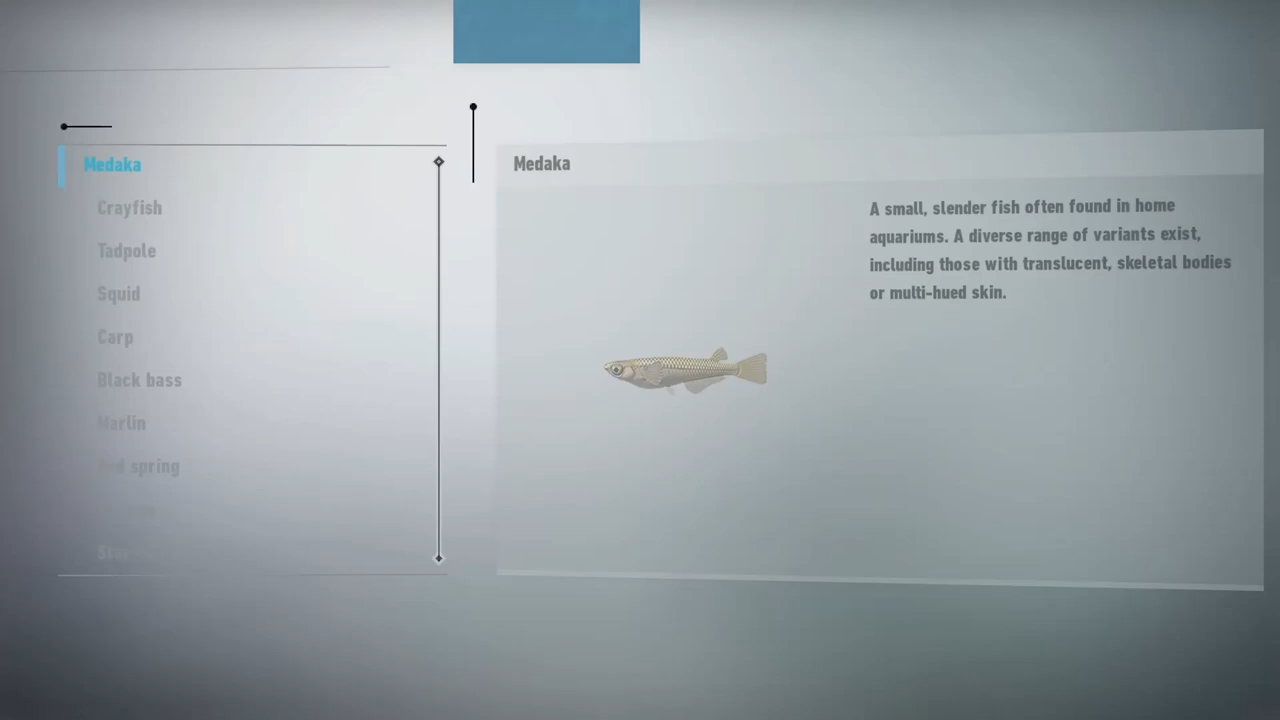 Medaka
Crayfish
Tadpole
Squid
Carp
Black bass
Marlin
spring
Medaka
A small, slender fish often found in home
aquariums. A diverse range of variants exist,
including those with translucent, skeletal bodies
or multi-hued skin.